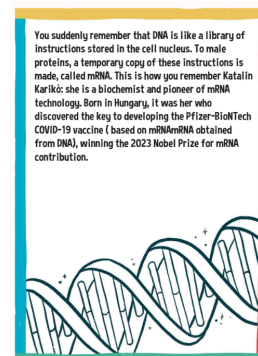 You suddenly remember that DNA is like a library of
instructions stored in the cell nucleus. To male
proteins, a temporary copy of these instructions is
made, called mRNA. This is how you remember Katalin
Karikò: she is a biochemist and pioneer of mRNA
technology. Born in Hungary, it was her who
discovered the key to developing the Pfizer-BioNTech
COVID-19 vaccine ( based on mRNAmRNA obtained
from DNA), winning the 2023 Nobel Prize for mRNA
contribution.